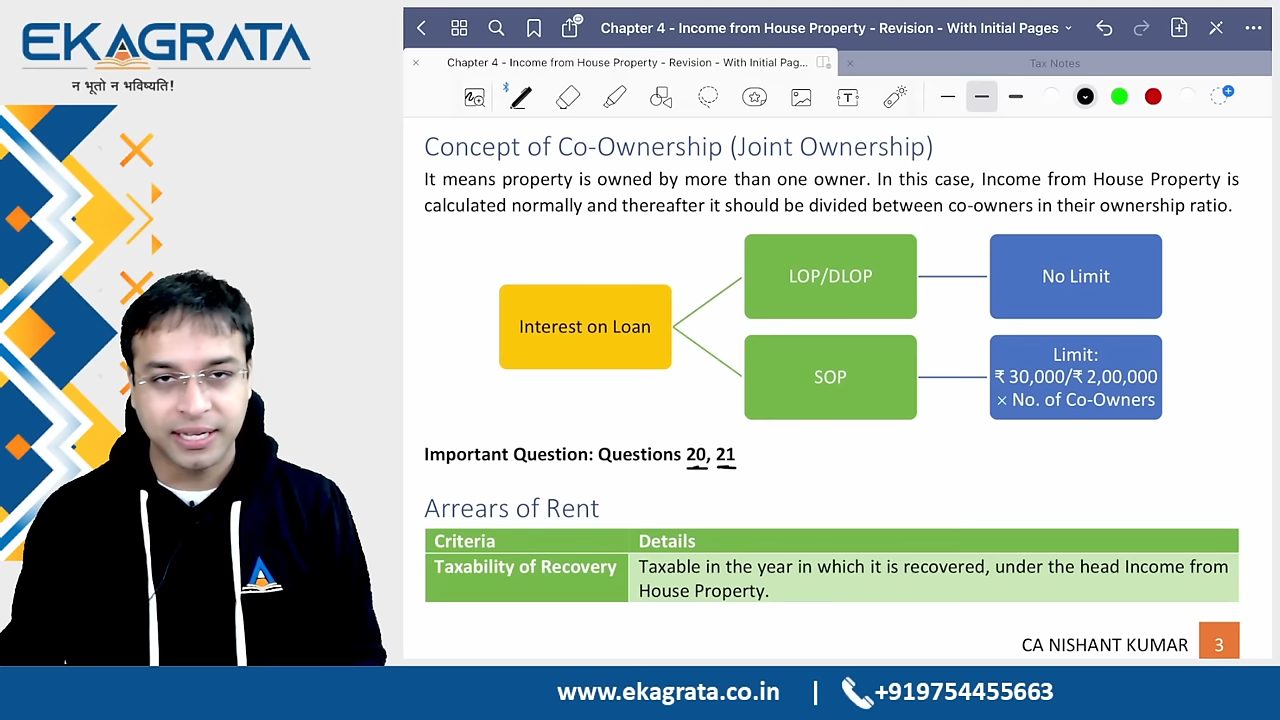 EKAGRATA
न भूतो न भविष्यति!
Chapter 4 - Income from House Property - Revision - With Initial Pages
Chapter 4 - Income from House Property - Revision - With Initial Pag...
Tax Notes
Concept of Co-Ownership (Joint Ownership)
It means property is owned by more than one owner. In this case, Income from House Property is
calculated normally and thereafter it should be divided between co-owners in their ownership ratio.
Interest on Loan
LOP/DLOP
No Limit
SOP
Limit:
₹ 30,000/₹ 2,00,000
× No. of Co-Owners
Important Question: Questions 20, 21
Arrears of Rent
Criteria Details
Taxability of Recovery Taxable in the year in which it is recovered, under the head Income from
House Property.
CA NISHANT KUMAR 3
www.ekagrata.co.in | +919754455663